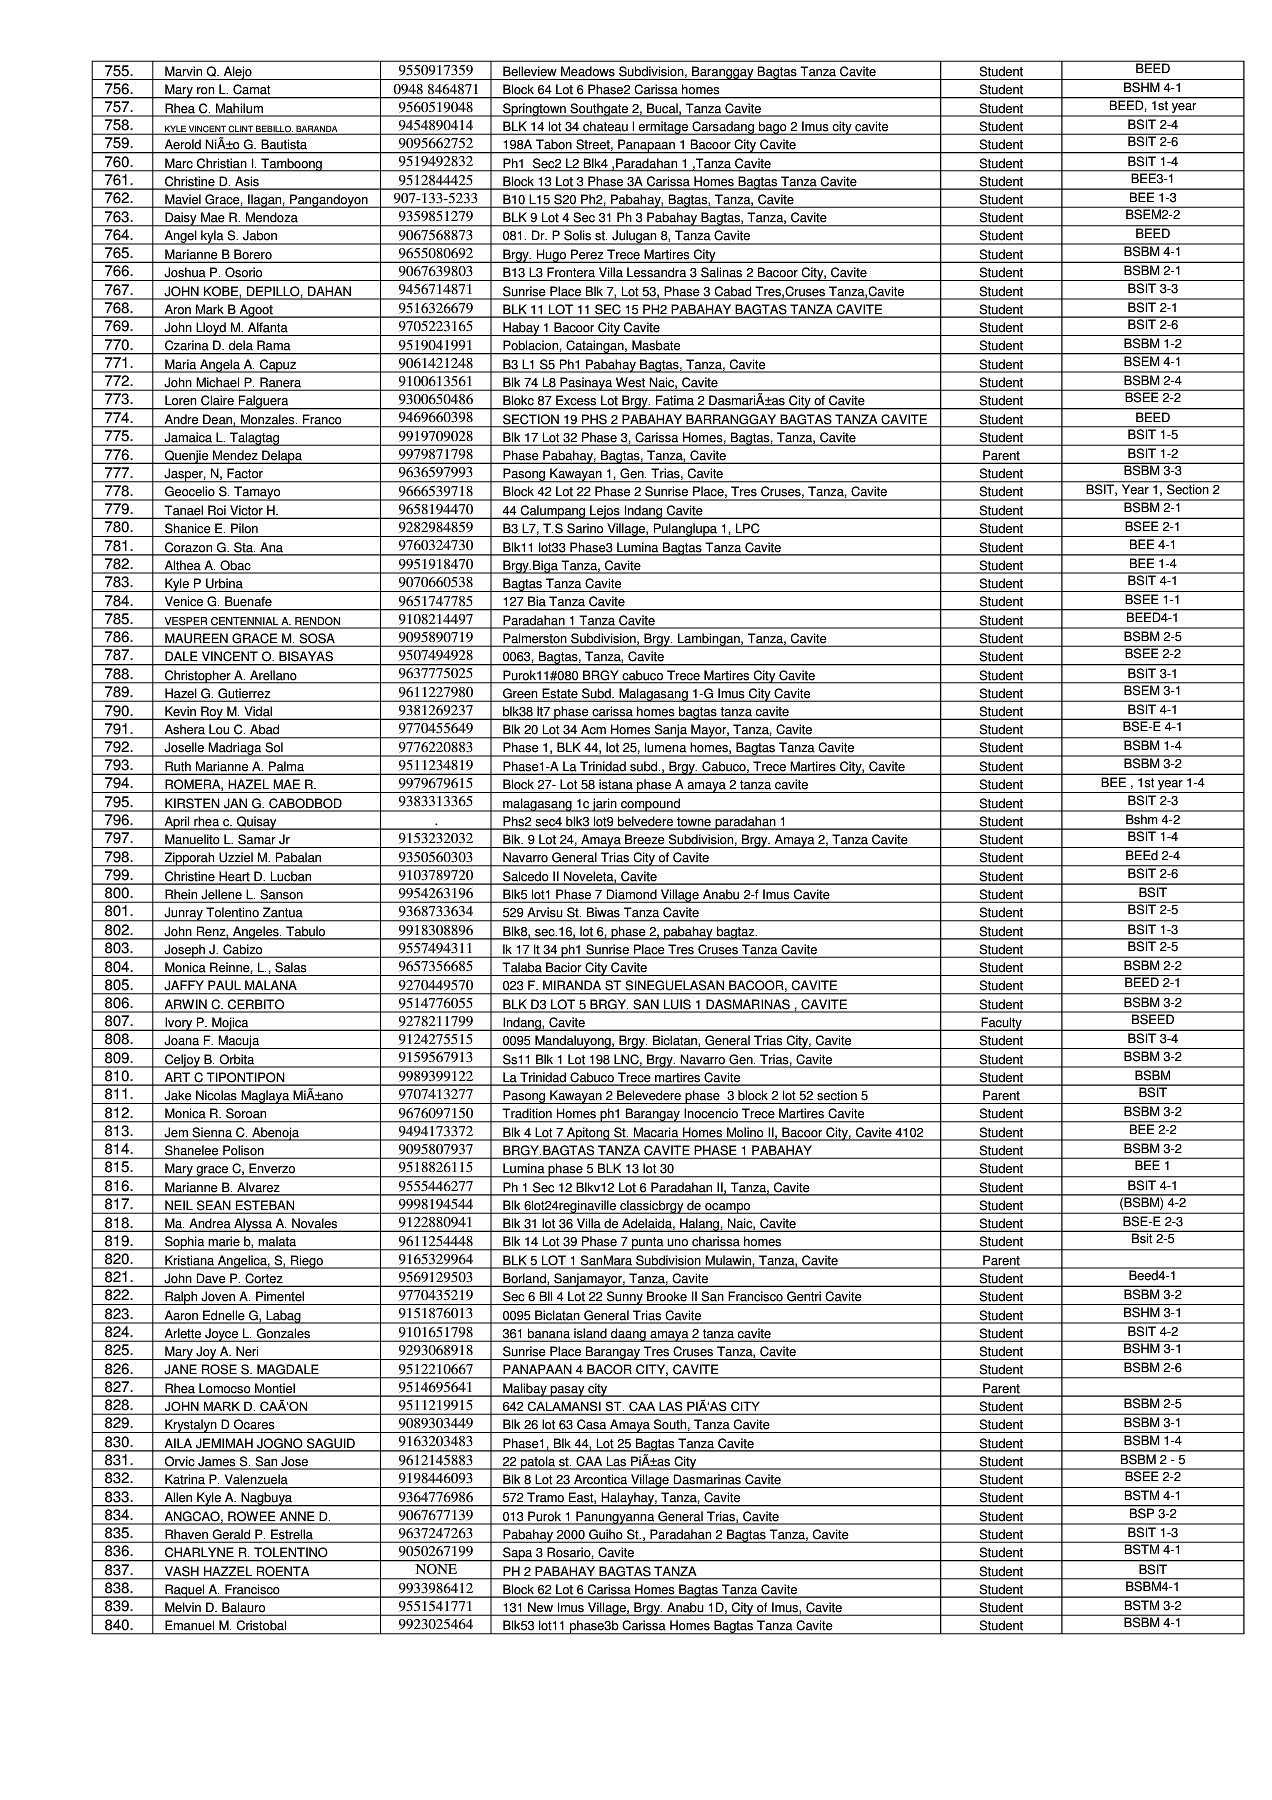 755. Marvin Q. Alejo 9550917359 Belleview Meadows Subdivision, Baranggay Bagtas Tanza Cavite Student BEED
756. Mary ron L. Camat 0948 8464871 Block 64 Lot 6 Phase2 Carissa homes Student BSHM 4-1
757. Rhea C. Mahilum 9560519048 Springtown Southgate 2, Bucal, Tanza Cavite Student BEED, 1st year
758. KYLE VINCENT CLINT BEBILLO. BARANDA 9454890414 BLK 14 lot 34 chateau l ermitage Carsadang bago 2 Imus city cavite Student BSIT 2-4
759. Aerold NiÃ±o G. Bautista 9095662752 198A Tabon Street, Panapaan 1 Bacoor City Cavite Student BSIT 2-6
760. Marc Christian I. Tamboong 9519492832 Ph1 Sec2 L2 Blk4 ,Paradahan 1 ,Tanza Cavite Student BSIT 1-4
761. Christine D. Asis 9512844425 Block 13 Lot 3 Phase 3A Carissa Homes Bagtas Tanza Cavite Student BEE3-1
762. Maviel Grace, Ilagan, Pangandoyon 907-133-5233 B10 L15 S20 Ph2, Pabahay, Bagtas, Tanza, Cavite Student BEE 1-3
763. Daisy Mae R. Mendoza 9359851279 BLK 9 Lot 4 Sec 31 Ph 3 Pabahay Bagtas, Tanza, Cavite Student BSEM2-2
764. Angel kyla S. Jabon 9067568873 081. Dr. P Solis st. Julugan 8, Tanza Cavite Student BEED
765. Marianne B Borero 9655080692 Brgy. Hugo Perez Trece Martires City Student BSBM 4-1
766. Joshua P. Osorio 9067639803 B13 L3 Frontera Villa Lessandra 3 Salinas 2 Bacoor City, Cavite Student BSBM 2-1
767. JOHN KOBE, DEPILLO, DAHAN 9456714871 Sunrise Place Blk 7, Lot 53, Phase 3 Cabad Tres,Cruses Tanza,Cavite Student BSIT 3-3
768. Aron Mark B Agoot 9516326679 BLK 11 LOT 11 SEC 15 PH2 PABAHAY BAGTAS TANZA CAVITE Student BSIT 2-1
769. John Lloyd M. Alfanta 9705223165 Habay 1 Bacoor City Cavite Student BSIT 2-6
770. Czarina D. dela Rama 9519041991 Poblacion, Cataingan, Masbate Student BSBM 1-2
771. Maria Angela A. Capuz 9061421248 B3 L1 S5 Ph1 Pabahay Bagtas, Tanza, Cavite Student BSEM 4-1
772. John Michael P. Ranera 9100613561 Blk 74 L8 Pasinaya West Naic, Cavite Student BSBM 2-4
773. Loren Claire Falguera 9300650486 Blokc 87 Excess Lot Brgy. Fatima 2 DasmariÃ±as City of Cavite Student BSEE 2-2
774. Andre Dean, Monzales. Franco 9469660398 SECTION 19 PHS 2 PABAHAY BARRANGGAY BAGTAS TANZA CAVITE Student BEED
775. Jamaica L. Talagtag 9919709028 Blk 17 Lot 32 Phase 3, Carissa Homes, Bagtas, Tanza, Cavite Student BSIT 1-5
776. Quenjie Mendez Delapa 9979871798 Phase Pabahay, Bagtas, Tanza, Cavite Parent BSIT 1-2
777. Jasper, N, Factor 9636597993 Pasong Kawayan 1, Gen. Trias, Cavite Student BSBM 3-3
778. Geocelio S. Tamayo 9666539718 Block 42 Lot 22 Phase 2 Sunrise Place, Tres Cruses, Tanza, Cavite Student BSIT, Year 1, Section 2
779. Tanael Roi Victor H. 9658194470 44 Calumpang Lejos Indang Cavite Student BSBM 2-1
780. Shanice E. Pilon 9282984859 B3 L7, T.S Sarino Village, Pulanglupa 1, LPC Student BSEE 2-1
781. Corazon G. Sta. Ana 9760324730 Blk11 lot33 Phase3 Lumina Bagtas Tanza Cavite Student BEE 4-1
782. Althea A. Obac 9951918470 Brgy.Biga Tanza, Cavite Student BEE 1-4
783. Kyle P Urbina 9070660538 Bagtas Tanza Cavite Student BSIT 4-1
784. Venice G. Buenafe 9651747785 127 Bia Tanza Cavite Student BSEE 1-1
785. VESPER CENTENNIAL A. RENDON 9108214497 Paradahan 1 Tanza Cavite Student BEED4-1
786. MAUREEN GRACE M. SOSA 9095890719 Palmerston Subdivision, Brgy. Lambingan, Tanza, Cavite Student BSBM 2-5
787. DALE VINCENT O. BISAYAS 9507494928 0063, Bagtas, Tanza, Cavite Student BSEE 2-2
788. Christopher A. Arellano 9637775025 Purok11#080 BRGY cabuco Trece Martires City Cavite Student BSIT 3-1
789. Hazel G. Gutierrez 9611227980 Green Estate Subd. Malagasang 1-G Imus City Cavite Student BSEM 3-1
790. Kevin Roy M. Vidal 9381269237 blk38 lt7 phase carissa homes bagtas tanza cavite Student BSIT 4-1
791. Ashera Lou C. Abad 9770455649 Blk 20 Lot 34 Acm Homes Sanja Mayor, Tanza, Cavite Student BSE-E 4-1
792. Joselle Madriaga Sol 9776220883 Phase 1, BLK 44, lot 25, lumena homes, Bagtas Tanza Cavite Student BSBM 1-4
793. Ruth Marianne A. Palma 9511234819 Phase1-A La Trinidad subd., Brgy. Cabuco, Trece Martires City, Cavite Student BSBM 3-2
794. ROMERA, HAZEL MAE R. 9979679615 Block 27- Lot 58 istana phase A amaya 2 tanza cavite Student BEE , 1st year 1-4
795. KIRSTEN JAN G. CABODBOD 9383313365 malagasang 1c jarin compound Student BSIT 2-3
796. April rhea c. Quisay . Phs2 sec4 blk3 lot9 belvedere towne paradahan 1 Student Bshm 4-2
797. Manuelito L. Samar Jr 9153232032 Blk. 9 Lot 24, Amaya Breeze Subdivision, Brgy. Amaya 2, Tanza Cavite Student BSIT 1-4
798. Zipporah Uzziel M. Pabalan 9350560303 Navarro General Trias City of Cavite Student BEEd 2-4
799. Christine Heart D. Lucban 9103789720 Salcedo II Noveleta, Cavite Student BSIT 2-6
800. Rhein Jellene L. Sanson 9954263196 Blk5 lot1 Phase 7 Diamond Village Anabu 2-f Imus Cavite Student BSIT
801. Junray Tolentino Zantua 9368733634 529 Arvisu St. Biwas Tanza Cavite Student BSIT 2-5
802. John Renz, Angeles. Tabulo 9918308896 Blk8, sec.16, lot 6, phase 2, pabahay bagtaz. Student BSIT 1-3
803. Joseph J. Cabizo 9557494311 lk 17 lt 34 ph1 Sunrise Place Tres Cruses Tanza Cavite Student BSIT 2-5
804. Monica Reinne, L., Salas 9657356685 Talaba Bacior City Cavite Student BSBM 2-2
805. JAFFY PAUL MALANA 9270449570 023 F. MIRANDA ST SINEGUELASAN BACOOR, CAVITE Student BEED 2-1
806. ARWIN C. CERBITO 9514776055 BLK D3 LOT 5 BRGY. SAN LUIS 1 DASMARINAS , CAVITE Student BSBM 3-2
807. Ivory P. Mojica 9278211799 Indang, Cavite Faculty BSEED
808. Joana F. Macuja 9124275515 0095 Mandaluyong, Brgy. Biclatan, General Trias City, Cavite Student BSIT 3-4
809. Celjoy B. Orbita 9159567913 Ss11 Blk 1 Lot 198 LNC, Brgy. Navarro Gen. Trias, Cavite Student BSBM 3-2
810. ART C TIPONTIPON 9989399122 La Trinidad Cabuco Trece martires Cavite Student BSBM
811. Jake Nicolas Maglaya MiÃ±ano 9707413277 Pasong Kawayan 2 Belevedere phase 3 block 2 lot 52 section 5 Parent BSIT
812. Monica R. Soroan 9676097150 Tradition Homes ph1 Barangay Inocencio Trece Martires Cavite Student BSBM 3-2
813. Jem Sienna C. Abenoja 9494173372 Blk 4 Lot 7 Apitong St. Macaria Homes Molino II, Bacoor City, Cavite 4102 Student BEE 2-2
814. Shanelee Polison 9095807937 BRGY.BAGTAS TANZA CAVITE PHASE 1 PABAHAY Student BSBM 3-2
815. Mary grace C, Enverzo 9518826115 Lumina phase 5 BLK 13 lot 30 Student BEE 1
816. Marianne B. Alvarez 9555446277 Ph 1 Sec 12 Blkv12 Lot 6 Paradahan II, Tanza, Cavite Student BSIT 4-1
817. NEIL SEAN ESTEBAN 9998194544 Blk 6lot24reginaville classicbrgy de ocampo Student (BSBM) 4-2
818. Ma. Andrea Alyssa A. Novales 9122880941 Blk 31 lot 36 Villa de Adelaida, Halang, Naic, Cavite Student BSE-E 2-3
819. Sophia marie b, malata 9611254448 Blk 14 Lot 39 Phase 7 punta uno charissa homes Student Bsit 2-5
820. Kristiana Angelica, S, Riego 9165329964 BLK 5 LOT 1 SanMara Subdivision Mulawin, Tanza, Cavite Parent
821. John Dave P. Cortez 9569129503 Borland, Sanjamayor, Tanza, Cavite Student Beed4-1
822. Ralph Joven A. Pimentel 9770435219 Sec 6 Bll 4 Lot 22 Sunny Brooke II San Francisco Gentri Cavite Student BSBM 3-2
823. Aaron Ednelle G, Labag 9151876013 0095 Biclatan General Trias Cavite Student BSHM 3-1
824. Arlette Joyce L. Gonzales 9101651798 361 banana island daang amaya 2 tanza cavite Student BSIT 4-2
825. Mary Joy A. Neri 9293068918 Sunrise Place Barangay Tres Cruses Tanza, Cavite Student BSHM 3-1
826. JANE ROSE S. MAGDALE 9512210667 PANAPAAN 4 BACOR CITY, CAVITE Student BSBM 2-6
827. Rhea Lomocso Montiel 9514695641 Malibay pasay city Parent
828. JOHN MARK D. CAÃ'ON 9511219915 642 CALAMANSI ST. CAA LAS PIÃ'AS CITY Student BSBM 2-5
829. Krystalyn D Ocares 9089303449 Blk 26 lot 63 Casa Amaya South, Tanza Cavite Student BSBM 3-1
830. AILA JEMIMAH JOGNO SAGUID 9163203483 Phase1, Blk 44, Lot 25 Bagtas Tanza Cavite Student BSBM 1-4
831. Orvic James S. San Jose 9612145883 22 patola st. CAA Las PiÃ±as City Student BSBM 2 - 5
832. Katrina P. Valenzuela 9198446093 Blk 8 Lot 23 Arcontica Village Dasmarinas Cavite Student BSEE 2-2
833. Allen Kyle A. Nagbuya 9364776986 572 Tramo East, Halayhay, Tanza, Cavite Student BSTM 4-1
834. ANGCAO, ROWEE ANNE D. 9067677139 013 Purok 1 Panungyanna General Trias, Cavite Student BSP 3-2
835. Rhaven Gerald P. Estrella 9637247263 Pabahay 2000 Guiho St., Paradahan 2 Bagtas Tanza, Cavite Student BSIT 1-3
836. CHARLYNE R. TOLENTINO 9050267199 Sapa 3 Rosario, Cavite Student BSTM 4-1
837. VASH HAZZEL ROENTA NONE PH 2 PABAHAY BAGTAS TANZA Student BSIT
838. Raquel A. Francisco 9933986412 Block 62 Lot 6 Carissa Homes Bagtas Tanza Cavite Student BSBM4-1
839. Melvin D. Balauro 9551541771 131 New Imus Village, Brgy. Anabu 1D, City of Imus, Cavite Student BSTM 3-2
840. Emanuel M. Cristobal 9923025464 Blk53 lot11 phase3b Carissa Homes Bagtas Tanza Cavite Student BSBM 4-1